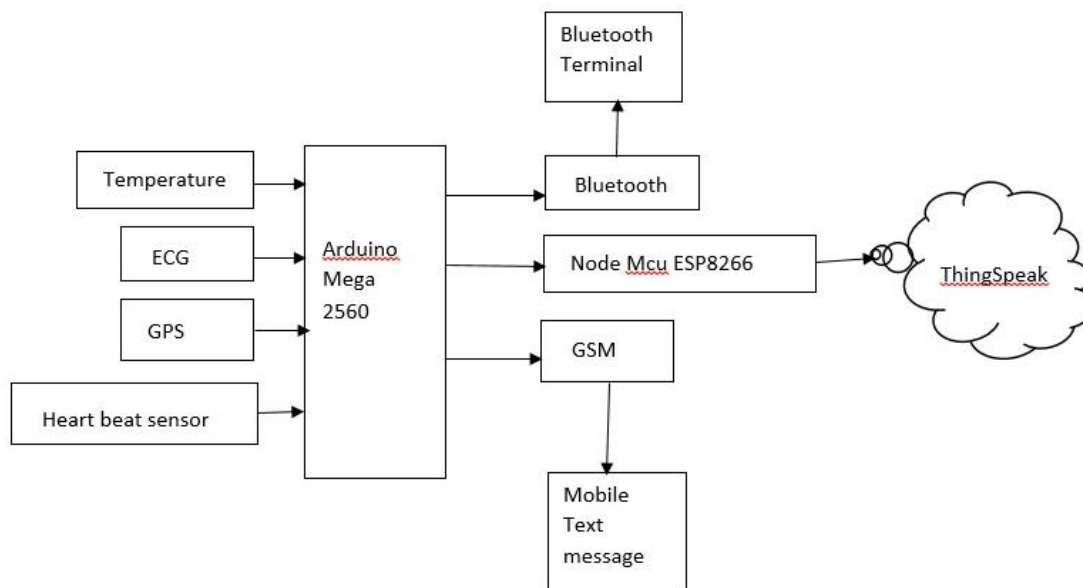 Bluetooth
Terminal
Temperature
Bluetooth
ECG
Arduino
Mega
2560
Node Mcu ESP8266
ThingSpeak
GPS
GSM
Heart beat sensor
Mobile
Text
message